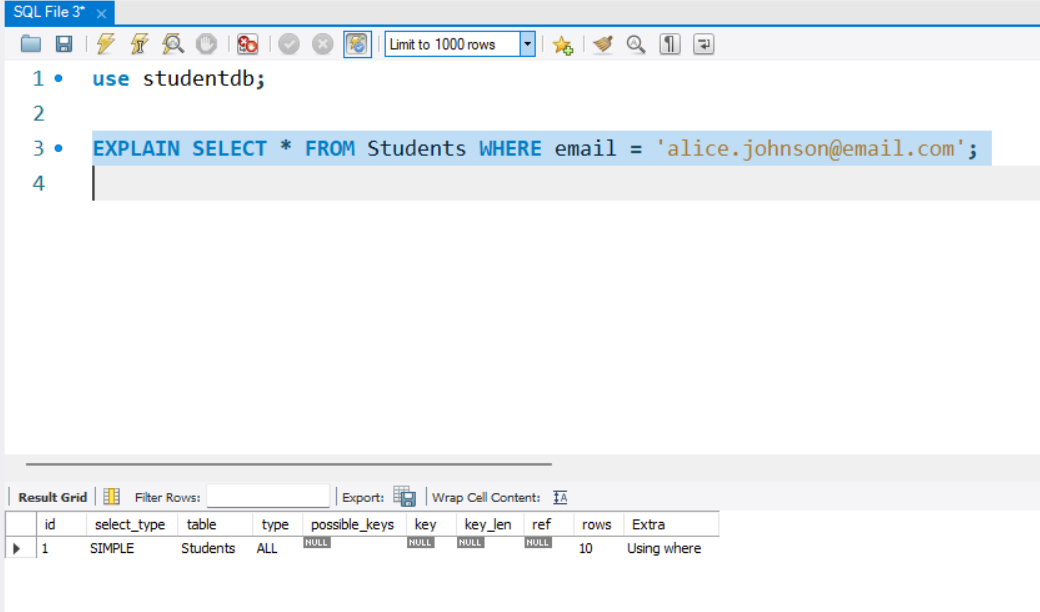 SQL File 3*
Limit to 1000 rows
1 use studentdb;
2
3 EXPLAIN SELECT * FROM Students WHERE email = 'alice.johnson@email.com';
4
Result Grid Filter Rows: Export: Wrap Cell Content: IA
id select_type table type possible_keys key key_len ref rows Extra
1 SIMPLE Students ALL NULL NULL NULL NULL 10 Using where